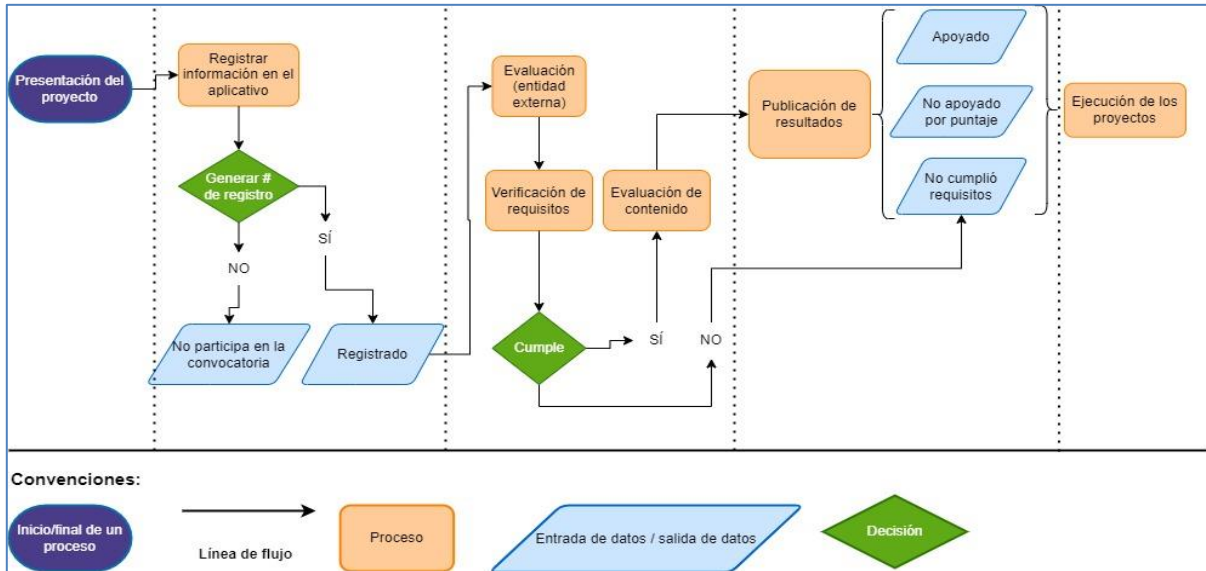 Presentación del
proyecto
Registrar
información en el
aplicativo
Generar #
de registro
SÍ
NO
No participa en la
convocatoria
Registrado
Evaluación
(entidad
externa)
Verificación de
requisitos
Evaluación de
contenido
Cumple
SÍ
NO
Publicación de
resultados
Apoyado
No apoyado
por puntaje
No cumplió
requisitos
Ejecución de los
proyectos
Convenciones:
Inicio/final de un
proceso
Línea de flujo
Proceso
Entrada de datos / salida de datos
Decisión